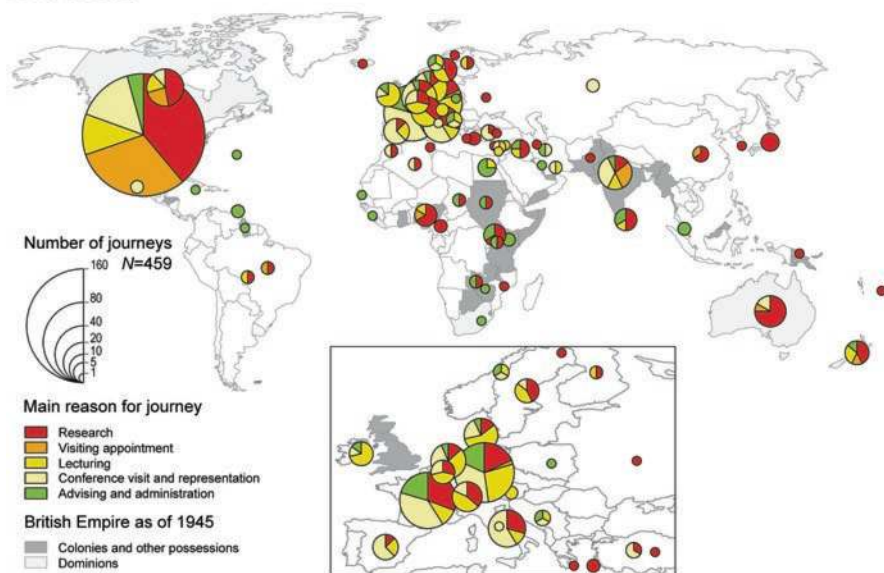 Number of journeys
N=459
160
80
40
20
10
5
1
Main reason for journey
Research
Visiting appointment
Lecturing
Conference visit and representation
Advising and administration
British Empire as of 1945
Colonies and other possessions
Dominions